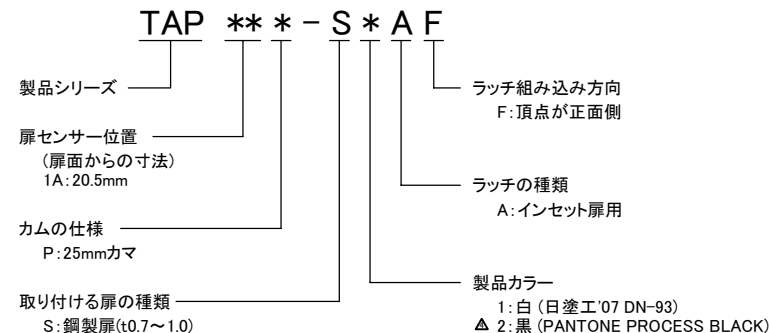 TAP ** * - S * A F
製品シリーズ
扉センサー位置
(扉面からの寸法)
1A:20.5mm
カムの仕様
P:25mmカマ
取り付ける扉の種類
S:鋼製扉(t0.7～1.0)
ラッチ組み込み方向
F:頂点が正面側
ラッチの種類
A:インセット扉用
製品カラー
1:白 (日塗工'07 DN-93)
2:黒 (PANTONE PROCESS BLACK)